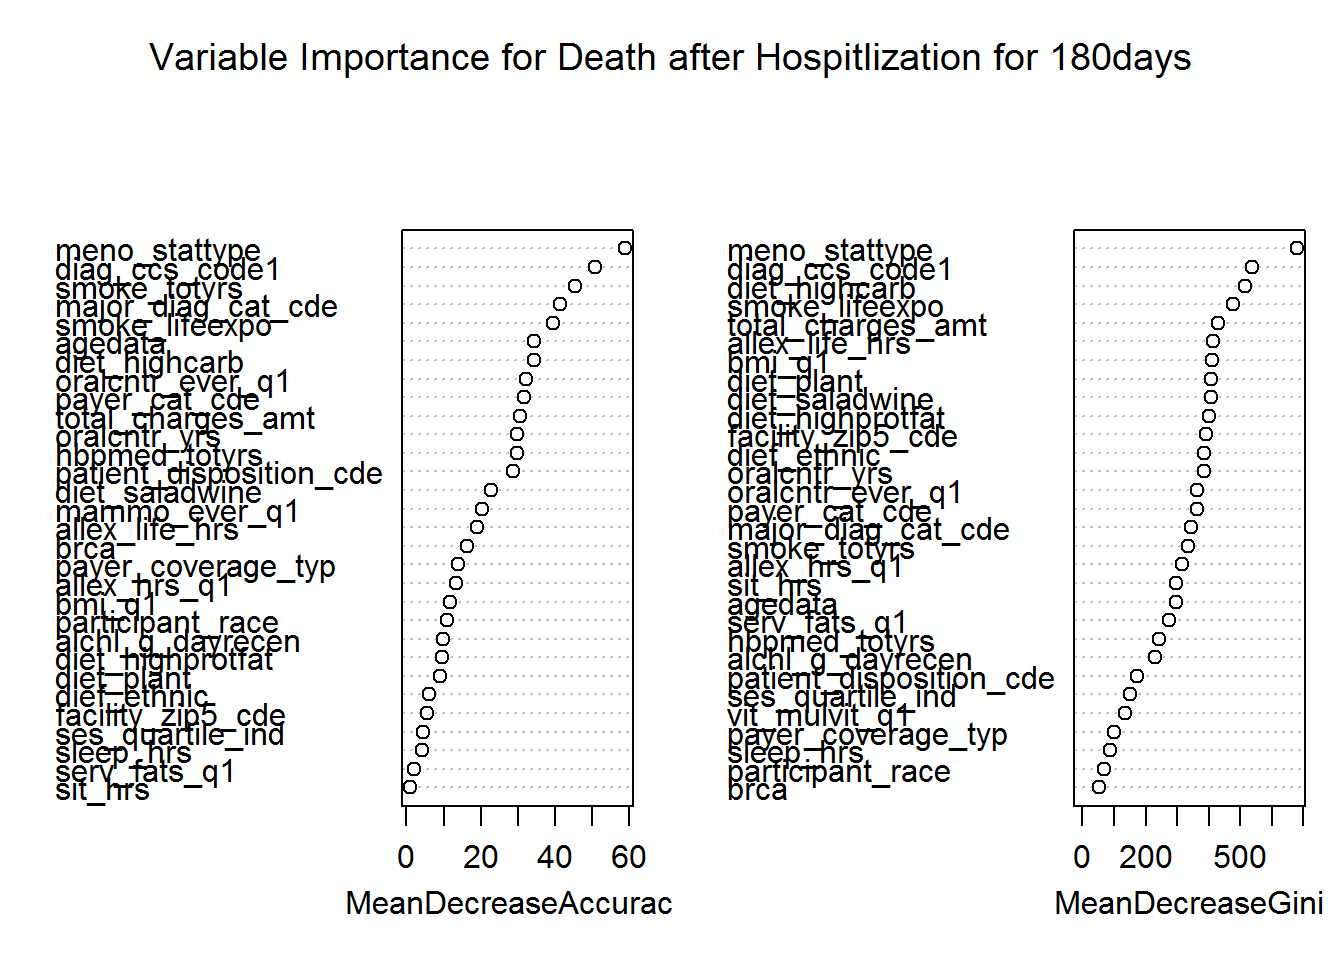 Variable Importance for Death after Hospitlization for 180days
meno_stattype
diag_ccs_code1
smoke_totyrs
major_diag_cat_cde
smoke_lifeexpo
agedata
diet_highcarb
oralcntr_ever_q1
payer_cat_cde
total_charges_amt
oralcntr_yrs
hbpmed_totyrs
patient_disposition_cde
diet_saladwine
mammo_ever_q1
allex_life_hrs
brca
payer_coverage_typ
allex_hrs_q1
bmi_q1
participant_race
alchl_g_dayrecen
diet_highprotfat
diet_plant
diet_ethnic
facility_zip5_cde
ses_quartile_ind
sleep_hrs
serv_fats_q1
sit_hrs
0 20 40 60
MeanDecreaseAccurac
meno_stattype
diag_ccs_code1
diet_highcarb
smoke_lifeexpo
total_charges_amt
allex_life_hrs
bmi_q1
diet_plant
diet_saladwine
diet_highprotfat
facility_zip5_cde
diet_ethnic
oralcntr_yrs
oralcntr_ever_q1
payer_cat_cde
major_diag_cat_cde
smoke_totyrs
allex_hrs_q1
sit_hrs
agedata
serv_fats_q1
hbpmed_totyrs
alchl_g_dayrecen
patient_disposition_cde
ses_quartile_ind
vit_mulvit_q1
payer_coverage_typ
sleep_hrs
participant_race
brca
0 200 500
MeanDecreaseGini